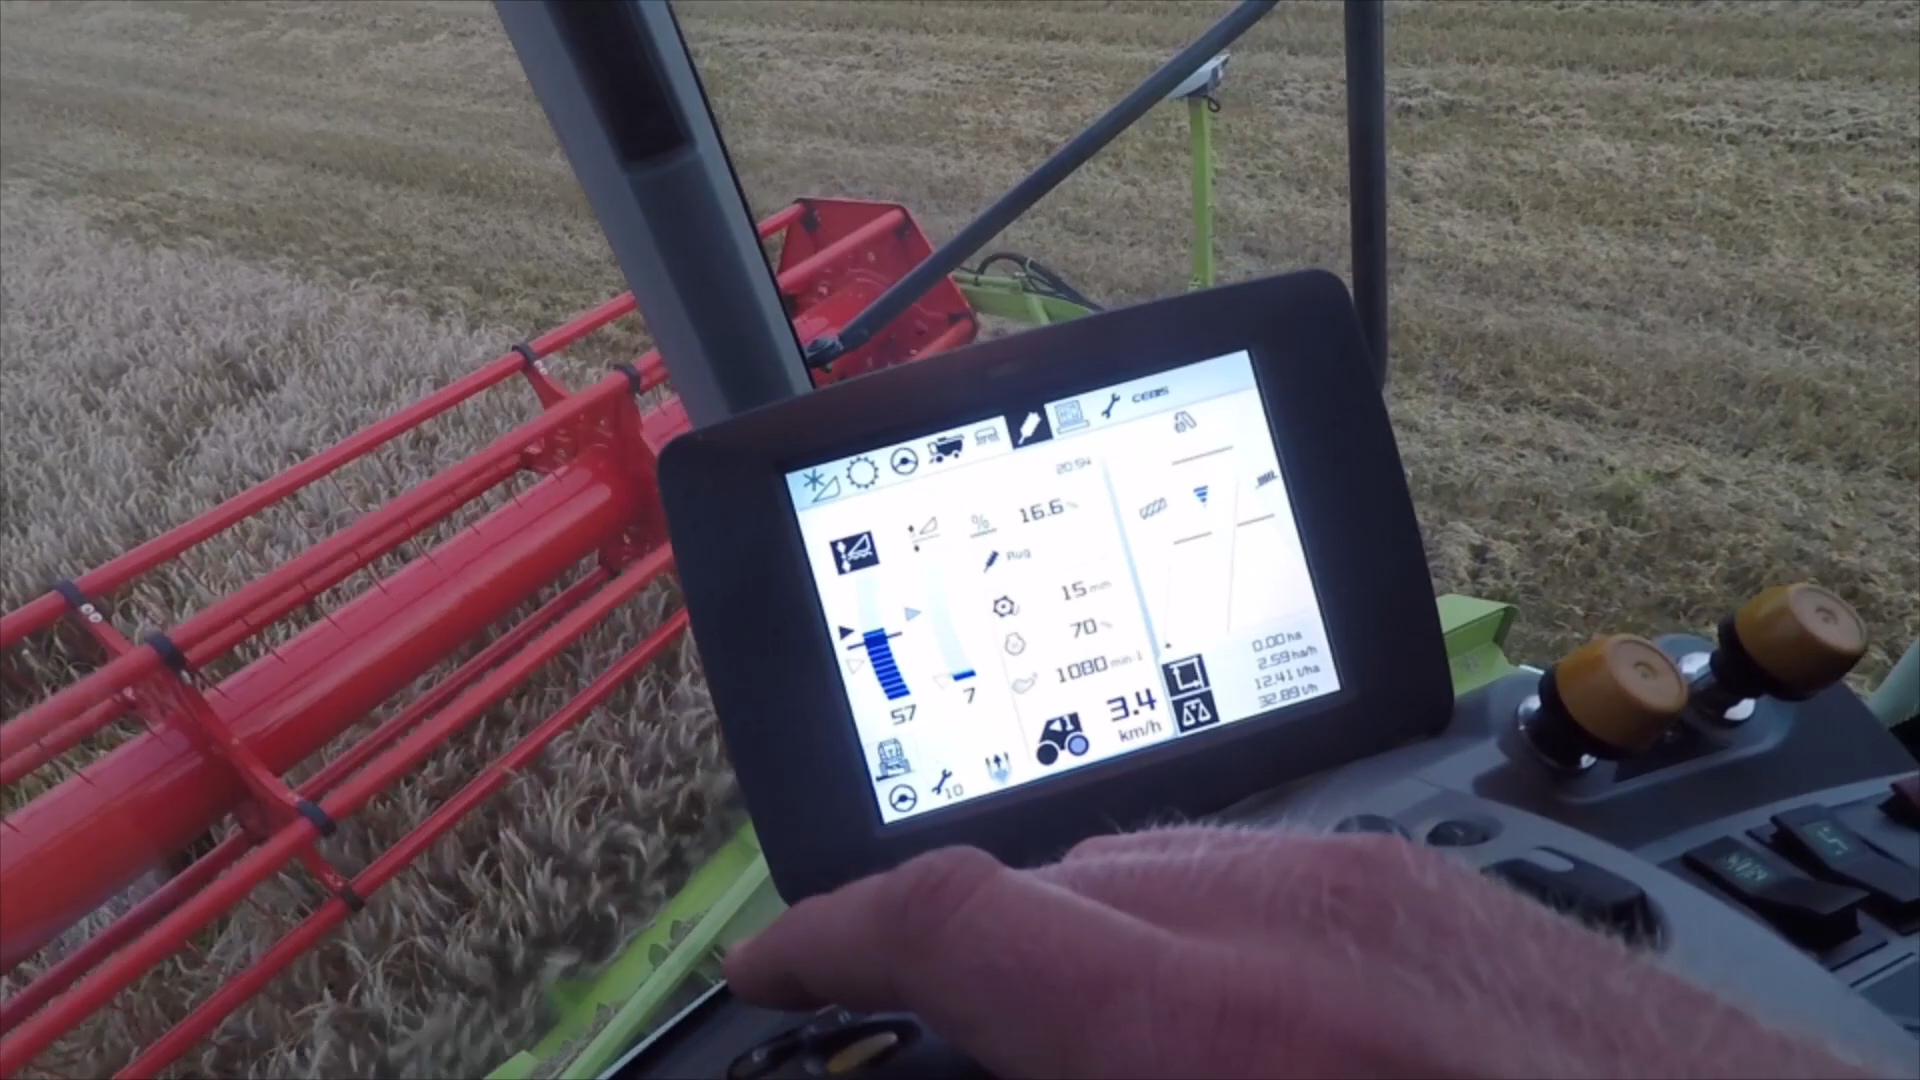 CEBIS
20:54
% 16.6 %
Rug
15 mm
70 %
1080 min-1
57
7
3.4
km/h
10
0.00 ha
2.59 ha/h
12.41 t/ha
32.89 t/h